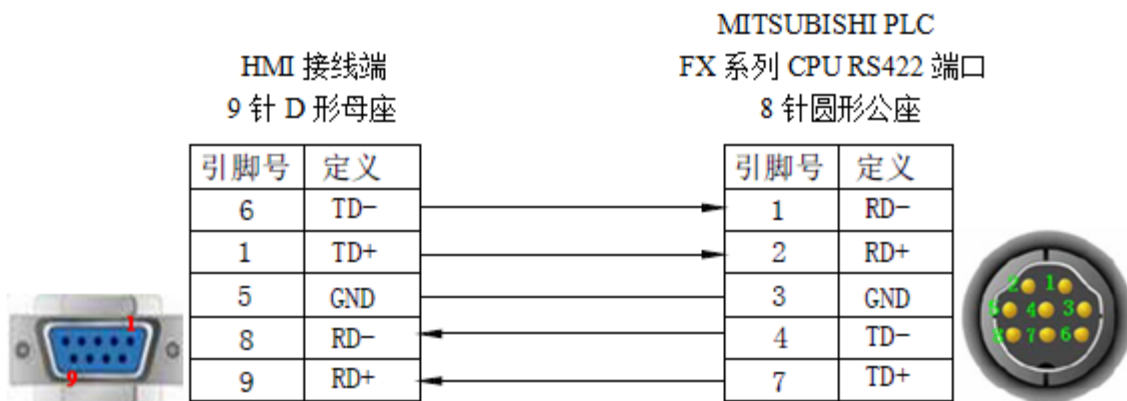 MITSUBISHI PLC
HMI 接线端
FX 系列 CPU RS422 端口
9 针 D 形母座
8 针圆形公座
引脚号 定义 引脚号 定义
6 TD- 1 RD-
1 TD+ 2 RD+
5 GND 3 GND
8 RD- 4 TD-
9 RD+ 7 TD+
1
9
2 1
5 4 3
8 7 6